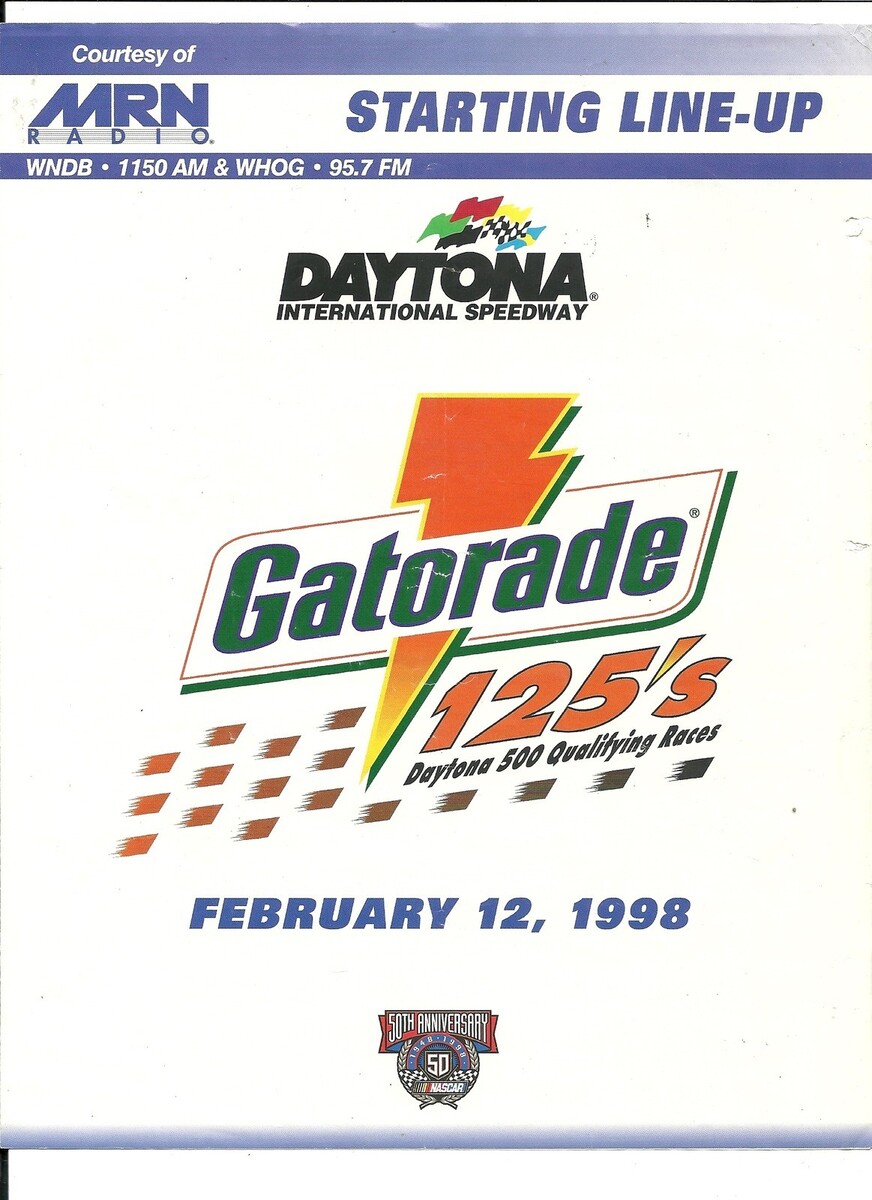 Courtesy of
MRN
RADIO®
STARTING LINE-UP
WNDB • 1150 AM & WHOG • 95.7 FM
DAYTONA®
INTERNATIONAL SPEEDWAY
Gatorade®
125's
Daytona 500 Qualifying Races
FEBRUARY 12, 1998
50TH ANNIVERSARY
1948-1998
50
NASCAR